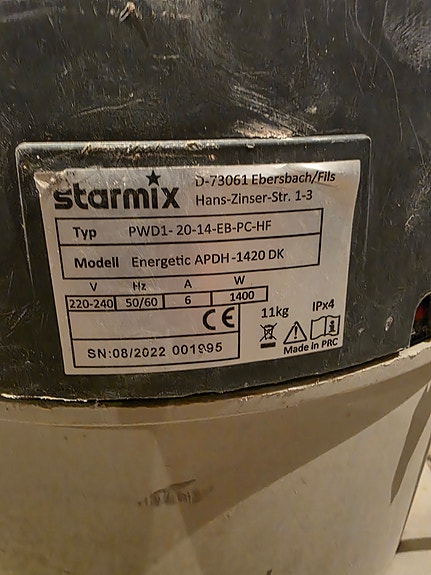 starmix
D-73061 Ebersbach/Fils
Hans-Zinser-Str. 1-3
Typ PWD1- 20-14-EB-PC-HF
Modell Energetic APDH-1420 DK
V Hz A W
220-240 50/60 6 1400
CE
11kg IPx4
Made in PRC
SN:08/2022 001995